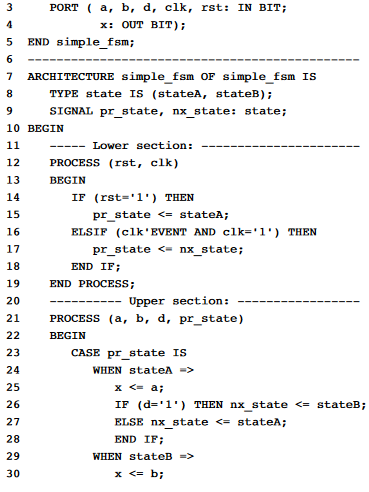 3 PORT ( a, b, d, clk, rst: IN BIT;
4 x: OUT BIT);
5 END simple_fsm;
6 ----------------------------------------------
7 ARCHITECTURE simple_fsm OF simple_fsm IS
8 TYPE state IS (stateA, stateB);
9 SIGNAL pr_state, nx_state: state;
10 BEGIN
11 ----- Lower section: ----------------------
12 PROCESS (rst, clk)
13 BEGIN
14 IF (rst='1') THEN
15 pr_state <= stateA;
16 ELSIF (clk'EVENT AND clk='1') THEN
17 pr_state <= nx_state;
18 END IF;
19 END PROCESS;
20 ---------- Upper section: -----------------
21 PROCESS (a, b, d, pr_state)
22 BEGIN
23 CASE pr_state IS
24 WHEN stateA =>
25 x <= a;
26 IF (d='1') THEN nx_state <= stateB;
27 ELSE nx_state <= stateA;
28 END IF;
29 WHEN stateB =>
30 x <= b;